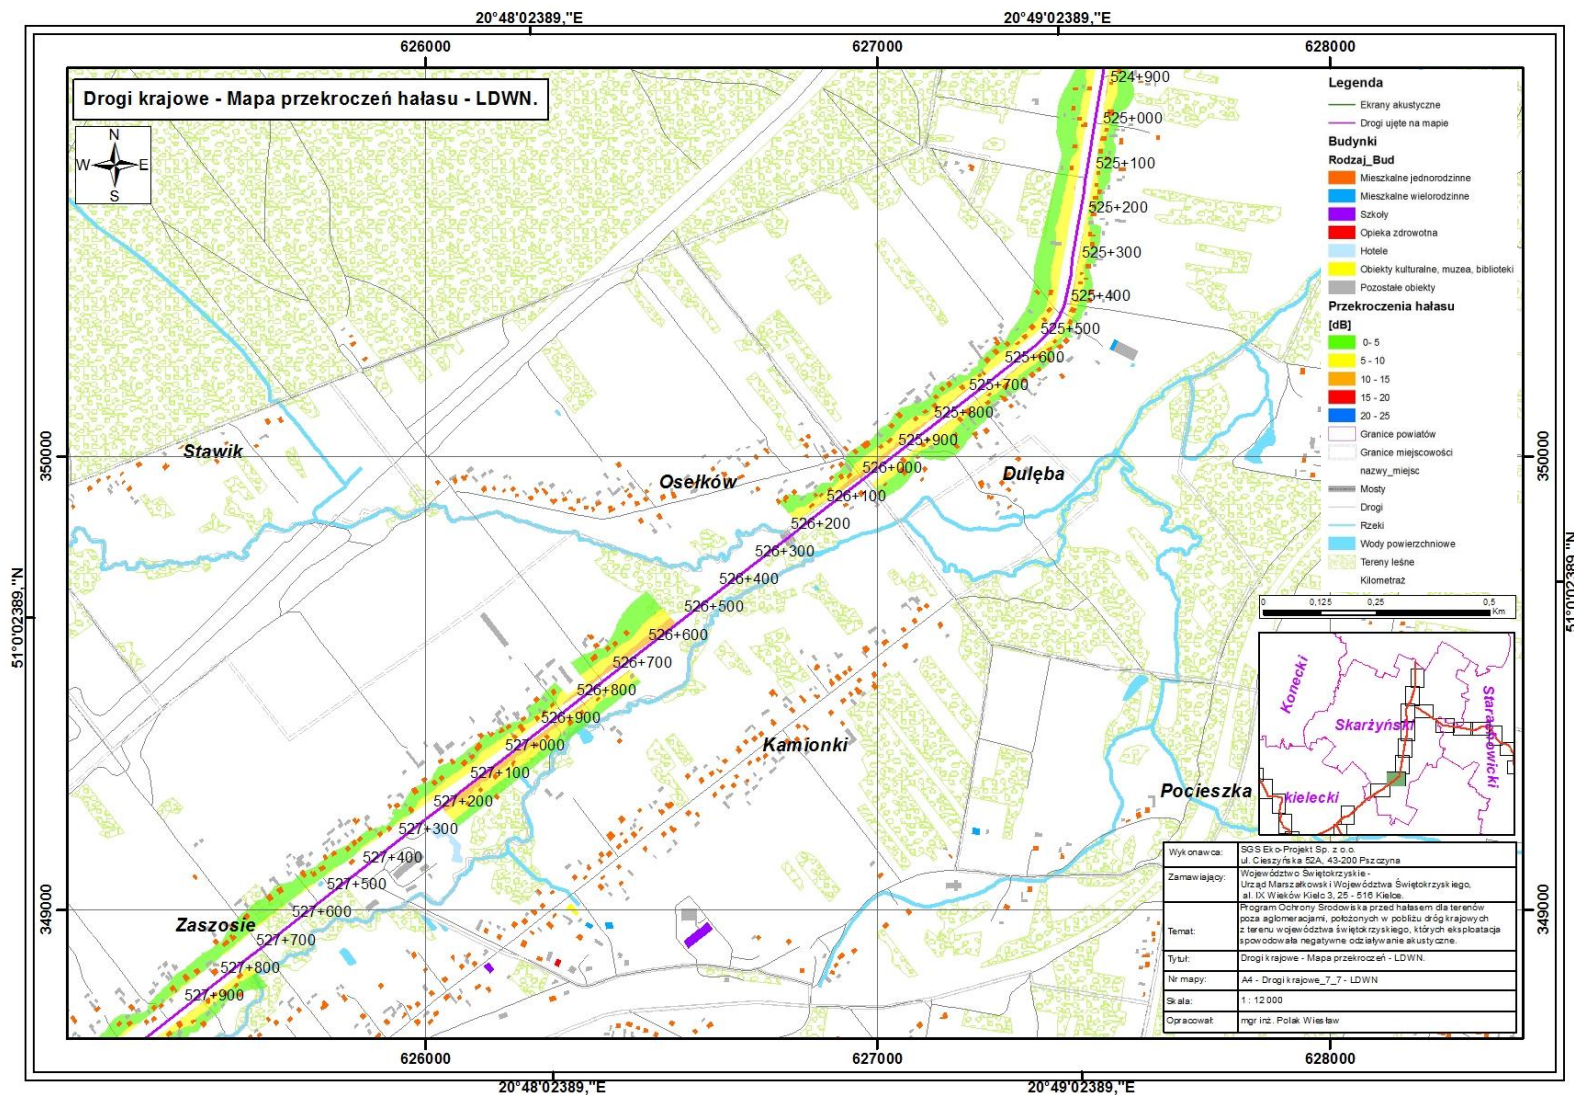 20°48'02389,"E
20°49'02389,"E
626000
627000
628000
Drogi krajowe - Mapa przekroczeń hałasu - LDWN.
N
W
E
S
524+900
525+000
525+100
525+200
525+300
525+400
525+500
525+600
525+700
525+800
525+900
526+000
526+100
526+200
526+300
526+400
526+500
526+600
526+700
526+800
526+900
527+000
527+100
527+200
527+300
527+400
527+500
527+600
527+700
527+800
527+900
Stawik
Osełków
Dulęba
Kamionki
Pocieszka
Zaszosie
350000
350000
51°0'02389,"N
51°0'02389,"N
349000
349000
Legenda
Ekrany akustyczne
Drogi ujęte na mapie
Budynki
Rodzaj_Bud
Mieszkalne jednorodzinne
Mieszkalne wielorodzinne
Szkoły
Opieka zdrowotna
Hotele
Obiekty kulturalne, muzea, biblioteki
Pozostałe obiekty
Przekroczenia hałasu
[dB]
0- 5
5 - 10
10 - 15
15 - 20
20 - 25
Granice powiatów
Granice miejscowości
nazwy_miejsc
Mosty
Drogi
Rzeki
Wody powierzchniowe
Tereny leśne
Kilometraż
0 0,125 0,25 0,5
Km
Konecki
Skarżyński
Starachowicki
kielecki
Wykonawca: SGS Eko-Projekt Sp. z o.o.
ul. Cieszyńska 52A, 43-200 Pszczyna
Zamawiający: Województwo Świętokrzyskie -
Urząd Marszałkowski Województwa Świętokrzyskiego,
al. IX Wieków Kielc 3, 25 - 516 Kielce.
Temat: Program Ochrony Środowiska przed hałasem dla terenów
poza aglomeracjami, położonych w pobliżu dróg krajowych
z terenu województwa świętokrzyskiego, których eksploatacja
spowodowała negatywne oddziaływanie akustyczne.
Tytuł: Drogi krajowe - Mapa przekroczeń - LDWN.
Nr mapy: A4 - Drogi krajowe_7_7 - LDWN
Skala: 1 : 12 000
Opracował: mgr inż. Polak Wiesław
626000
627000
628000
20°48'02389,"E
20°49'02389,"E